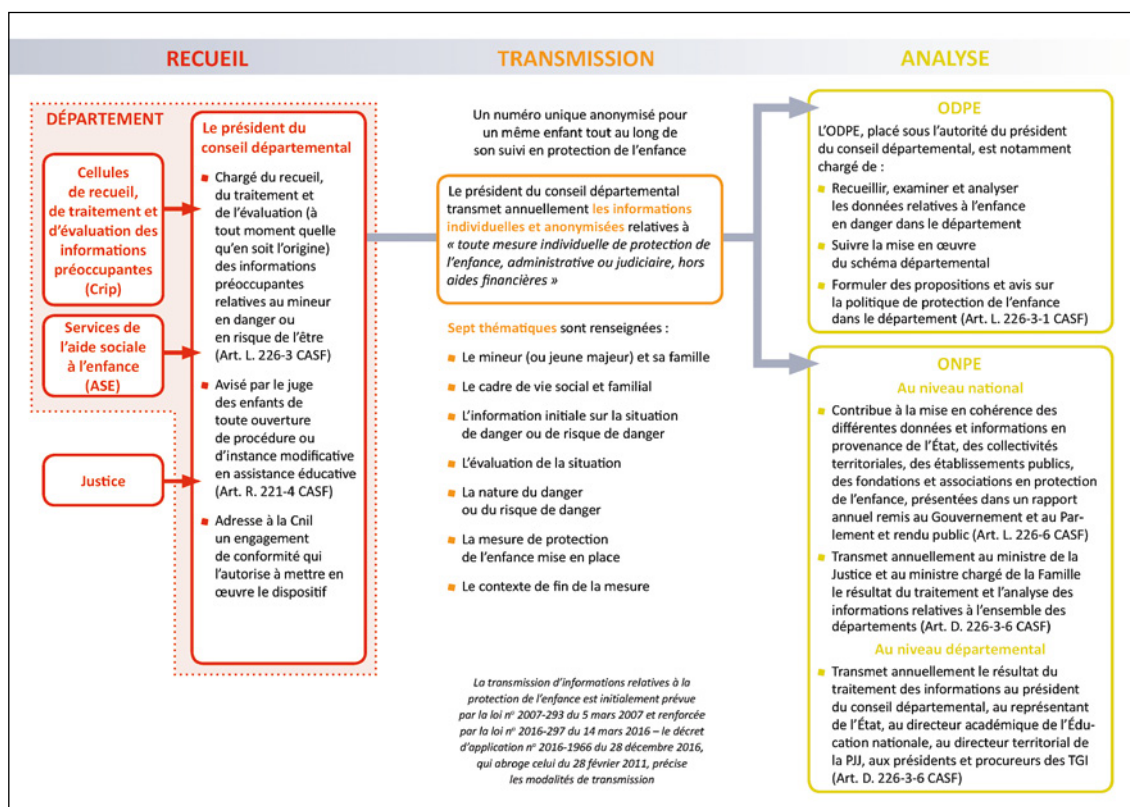 RECUEIL
TRANSMISSION
ANALYSE
DÉPARTEMENT
Cellules
de recueil,
de traitement et
d'évaluation des
informations
préoccupantes
(Crip)
Services de
l'aide sociale
à l'enfance
(ASE)
Justice
Le président du
conseil départemental
Chargé du recueil,
du traitement et
de l'évaluation (à
tout moment quelle
qu'en soit l'origine)
des informations
préoccupantes
relatives au mineur
en danger ou
en risque de l'être
(Art. L. 226-3 CASF)
Avisé par le juge
des enfants de
toute ouverture
de procédure ou
d'instance modificative
en assistance éducative
(Art. R. 221-4 CASF)
Adresse à la Cnil
un engagement
de conformité qui
l'autorise à mettre en
œuvre le dispositif
Un numéro unique anonymisé pour
un même enfant tout au long de
son suivi en protection de l'enfance
Le président du conseil départemental
transmet annuellement les informations
individuelles et anonymisées relatives à
« toute mesure individuelle de protection de
l'enfance, administrative ou judiciaire, hors
aides financières »
Sept thématiques sont renseignées :
Le mineur (ou jeune majeur) et sa famille
Le cadre de vie social et familial
L'information initiale sur la situation
de danger ou de risque de danger
L'évaluation de la situation
La nature du danger
ou du risque de danger
La mesure de protection
de l'enfance mise en place
Le contexte de fin de la mesure
La transmission d'informations relatives à la
protection de l'enfance est initialement prévue
par la loi nº 2007-293 du 5 mars 2007 et renforcée
par la loi nº 2016-297 du 14 mars 2016 – le décret
d'application nº 2016-1966 du 28 décembre 2016,
qui abroge celui du 28 février 2011, précise
les modalités de transmission
ODPE
L'ODPE, placé sous l'autorité du président
du conseil départemental, est notamment
chargé de :
Recueillir, examiner et analyser
les données relatives à l'enfance
en danger dans le département
Suivre la mise en œuvre
du schéma départemental
Formuler des propositions et avis sur
la politique de protection de l'enfance
dans le département (Art. L. 226-3-1 CASF)
ONPE
Au niveau national
Contribue à la mise en cohérence des
différentes données et informations en
provenance de l'État, des collectivités
territoriales, des établissements publics,
des fondations et associations en protection
de l'enfance, présentées dans un rapport
annuel remis au Gouvernement et au Par-
lement et rendu public (Art. L. 226-6 CASF)
Transmet annuellement au ministre de la
Justice et au ministre chargé de la Famille
le résultat du traitement et l'analyse des
informations relatives à l'ensemble des
départements (Art. D. 226-3-6 CASF)
Au niveau départemental
Transmet annuellement le résultat du
traitement des informations au président
du conseil départemental, au représentant
de l'État, au directeur académique de l'Édu-
cation nationale, au directeur territorial de
la PJJ, aux présidents et procureurs des TGI
(Art. D. 226-3-6 CASF)